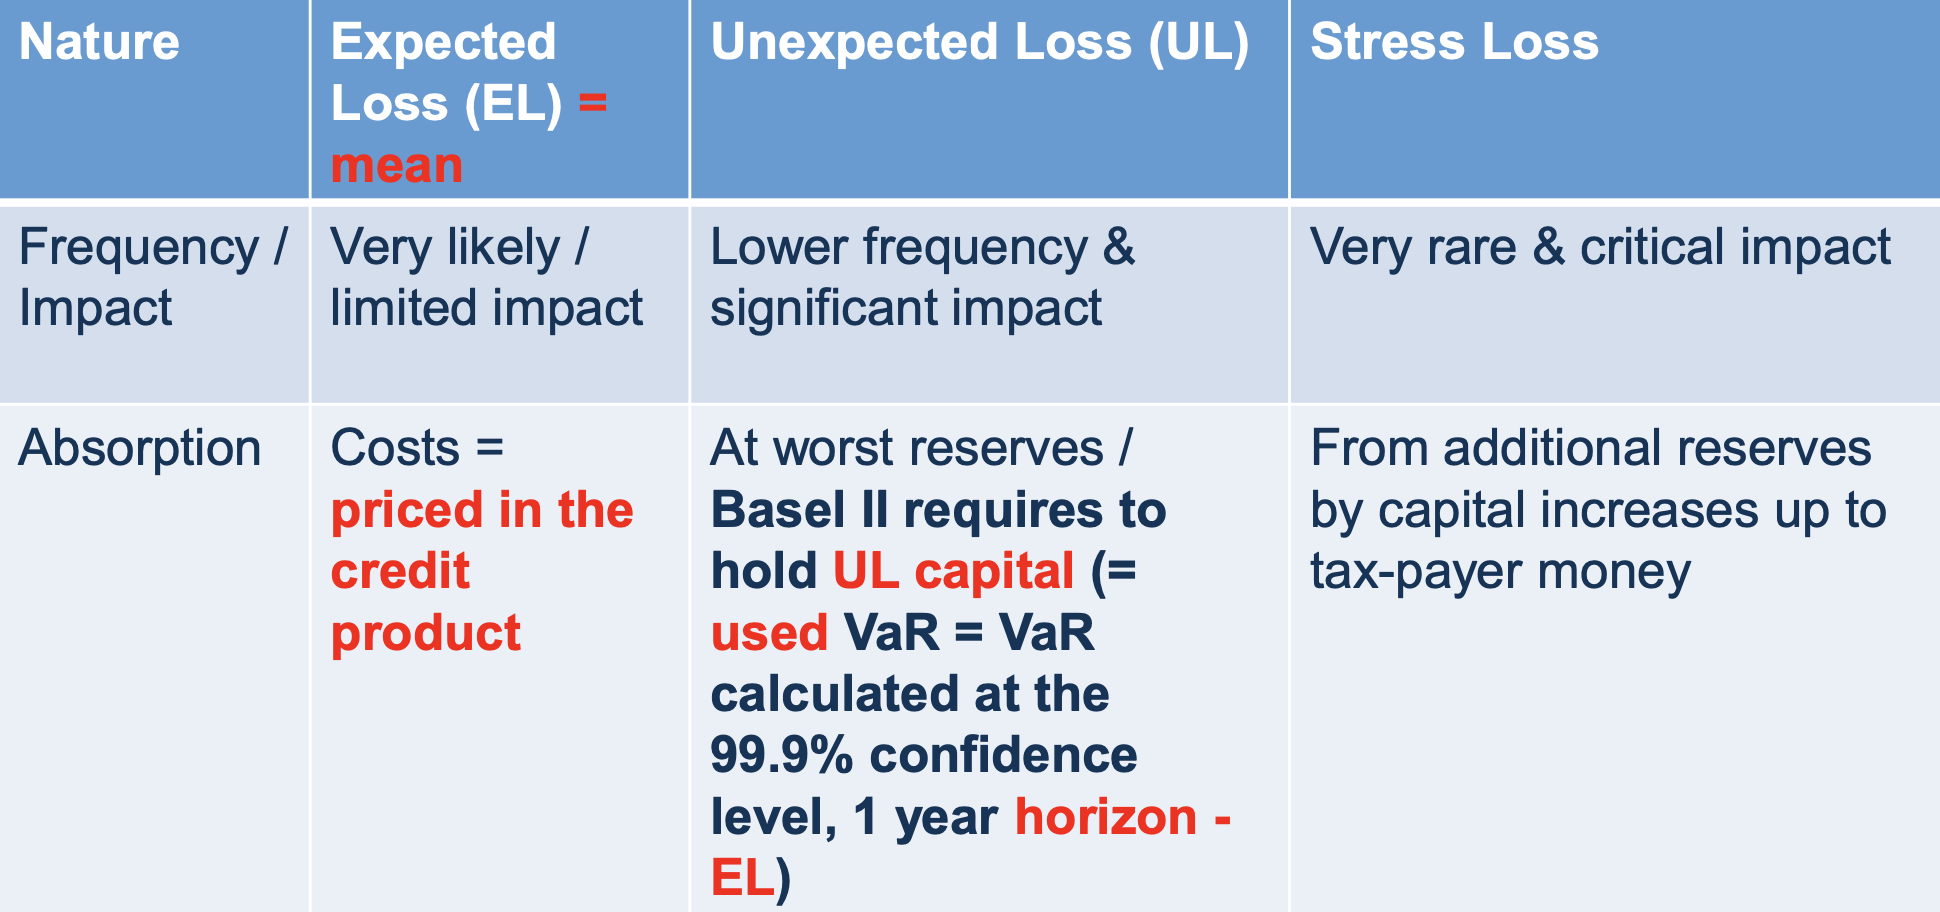 Nature
Expected
Loss (EL) =
mean
Unexpected Loss (UL)
Stress Loss
Frequency /
Impact
Very likely /
limited impact
Lower frequency &
significant impact
Very rare & critical impact
Absorption
Costs =
priced in the
credit
product
At worst reserves /
Basel II requires to
hold UL capital (=
used VaR = VaR
calculated at the
99.9% confidence
level, 1 year horizon -
EL)
From additional reserves
by capital increases up to
tax-payer money